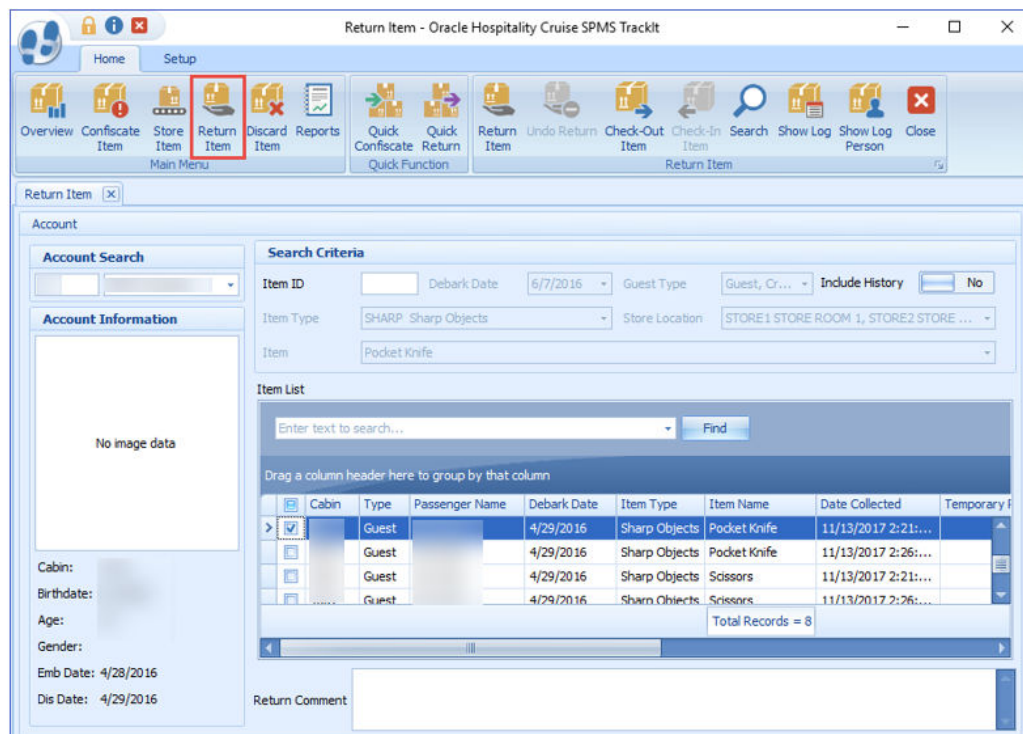 Return Item - Oracle Hospitality Cruise SPMS TrackIt
Home Setup
Overview Confiscate Item Store Item Return Item Discard Item Reports Quick Confiscate Quick Return Return Item Undo Return Check-Out Item Check-In Item Search Show Log Show Log Person Close
Main Menu Quick Function Return Item
Return Item
Account
Account Search
Search Criteria
Item ID Debark Date 6/7/2016 Guest Type Guest, Cr... Include History No
Account Information
Item Type SHARP Sharp Objects Store Location STORE1 STORE ROOM 1, STORE2 STORE ...
Item Pocket Knife
Item List
No image data
Enter text to search... Find
Drag a column header here to group by that column
Cabin Type Passenger Name Debark Date Item Type Item Name Date Collected Temporary
Guest 4/29/2016 Sharp Objects Pocket Knife 11/13/2017 2:21:...
Guest 4/29/2016 Sharp Objects Pocket Knife 11/13/2017 2:26:...
Guest 4/29/2016 Sharp Objects Scissors 11/13/2017 2:21:...
Guest 4/29/2016 Sharp Objects Scissors 11/13/2017 2:26:...
Total Records = 8
Cabin:
Birthdate:
Age:
Gender:
Emb Date: 4/28/2016
Dis Date: 4/29/2016
Return Comment